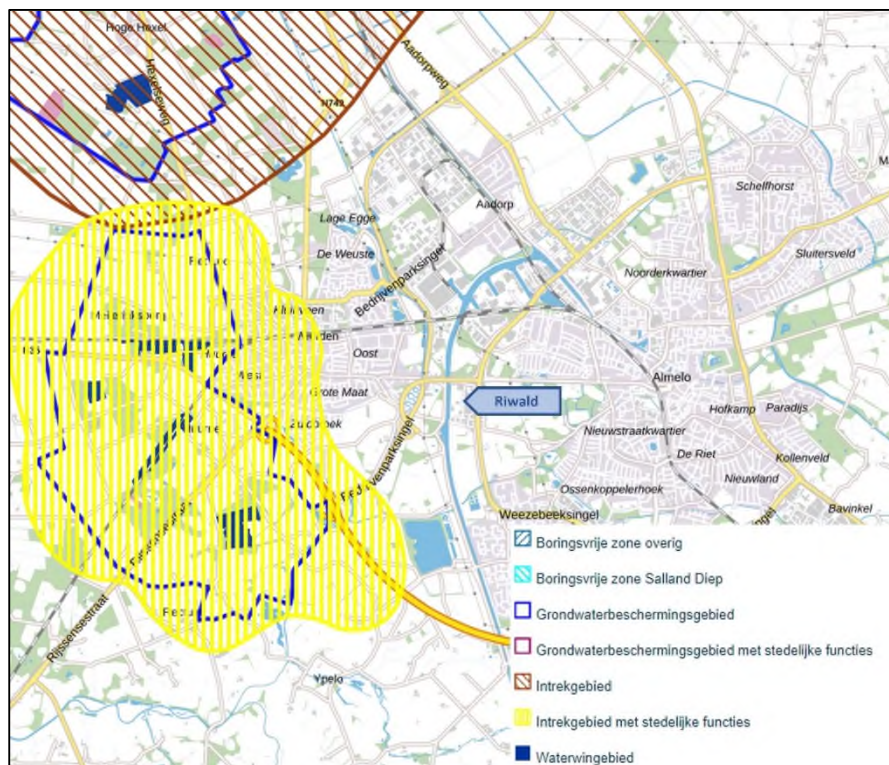 Hoge Hexel
Hexelseweg
N743
Aadorpweg
Schelfhorst
Aadorp
Lage Egge
De Weuste
Bedrijvenparksingel
Sluitersveld
Noorderkwartier
Oost
Grote Maat
Riwald
Almelo
Hofkamp
Paradijs
Nieuwstraatkwartier
De Riet
Kollenveld
Nieuwland
Ossenkoppelerhoek
Weezebeeksingel
Bavinkel
Rijssensestraat
Ypelo
Boringsvrije zone overig
Boringsvrije zone Salland Diep
Grondwaterbeschermingsgebied
Grondwaterbeschermingsgebied met stedelijke functies
Intrekgebied
Intrekgebied met stedelijke functies
Waterwingebied